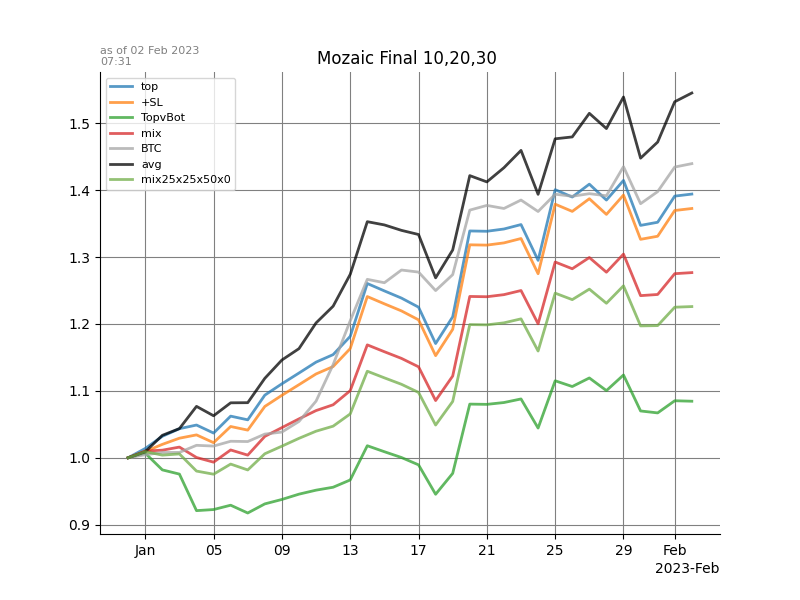 as of 02 Feb 2023
07:31
Mozaic Final 10,20,30
top
+SL
TopvBot
mix
BTC
avg
mix25x25x50x0
1.5
1.4
1.3
1.2
1.1
1.0
0.9
Jan 05 09 13 17 21 25 29 Feb
2023-Feb